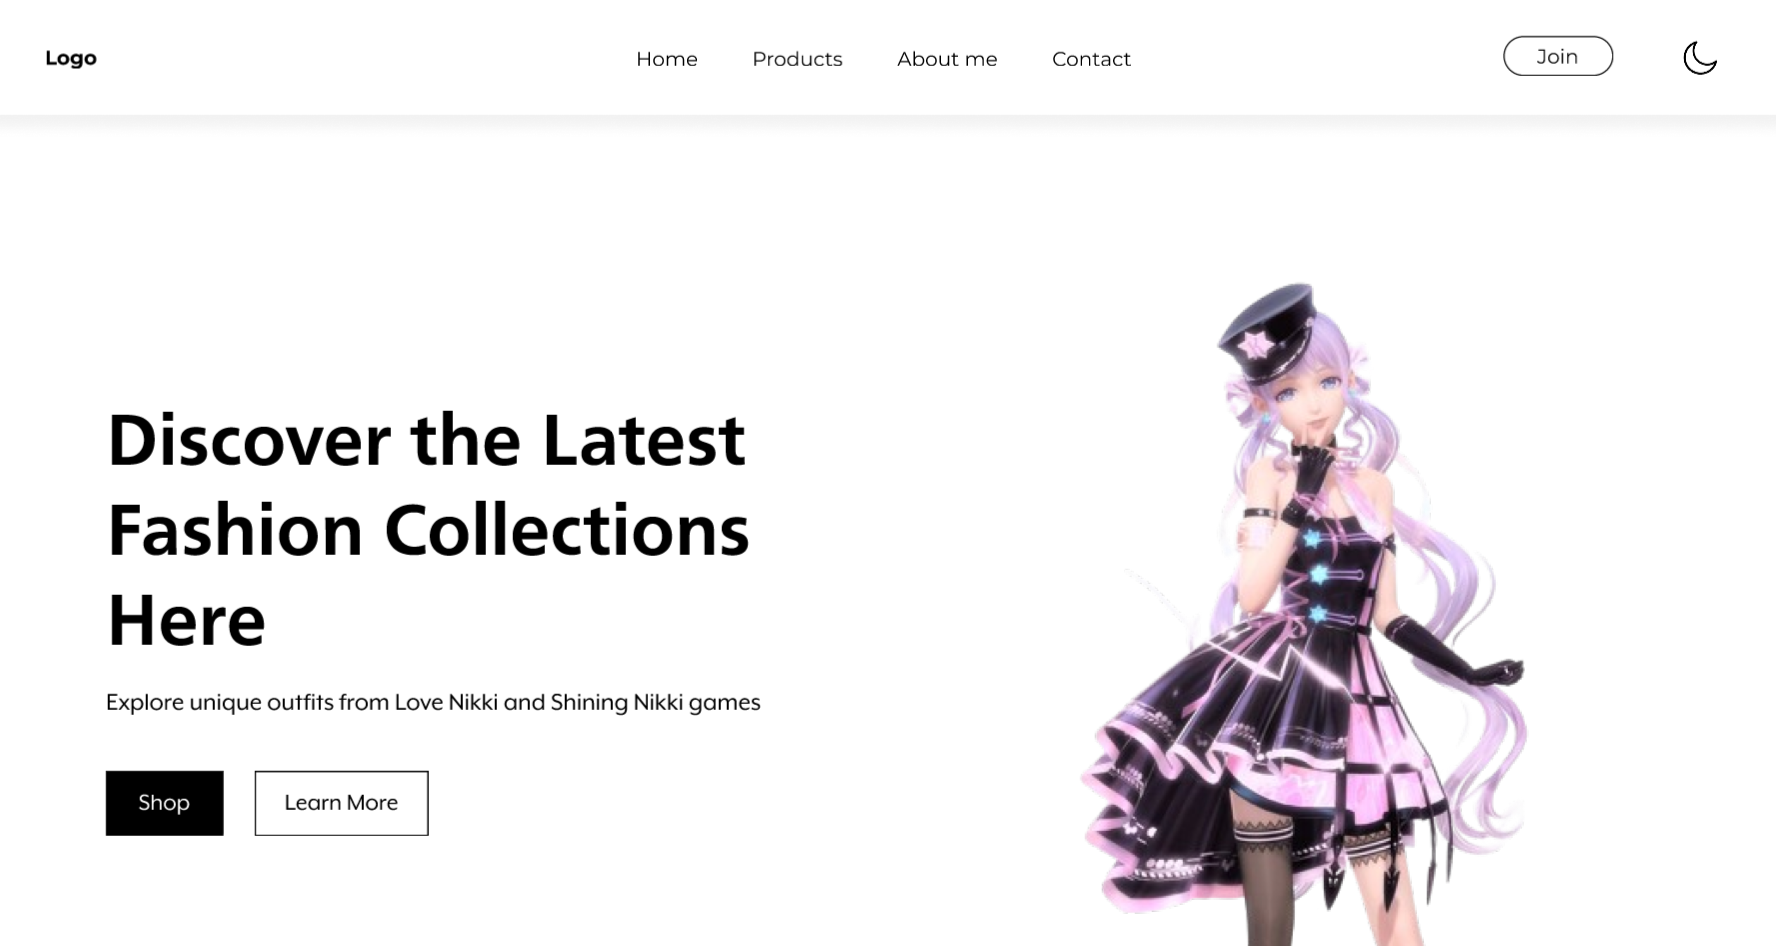 Logo
Home
Products
About me
Contact
Join
Discover the Latest
Fashion Collections
Here
Explore unique outfits from Love Nikki and Shining Nikki games
Shop
Learn More